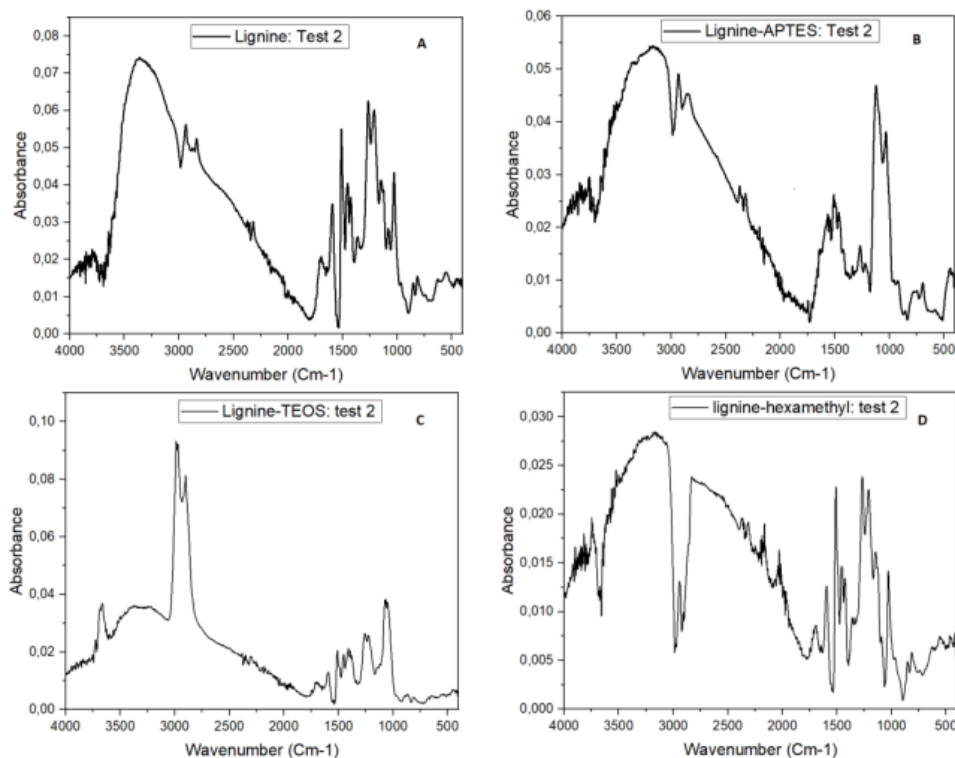 Lignine: Test 2
A
0,08
0,07
0,06
0,05
0,04
0,03
0,02
0,01
0,00
Absorbance
4000 3500 3000 2500 2000 1500 1000 500
Wavenumber (Cm-1)
Lignine-APTES: Test 2
B
0,06
0,05
0,04
0,03
0,02
0,01
0,00
Absorbance
4000 3500 3000 2500 2000 1500 1000 500
Wavenumber (Cm-1)
Lignine-TEOS: test 2
C
0,10
0,08
0,06
0,04
0,02
0,00
Absorbance
4000 3500 3000 2500 2000 1500 1000 500
Wavenumber (Cm-1)
lignine-hexamethyl: test 2
D
0,030
0,025
0,020
0,015
0,010
0,005
0,000
Absorbance
4000 3500 3000 2500 2000 1500 1000 500
Wavenumber (Cm-1)